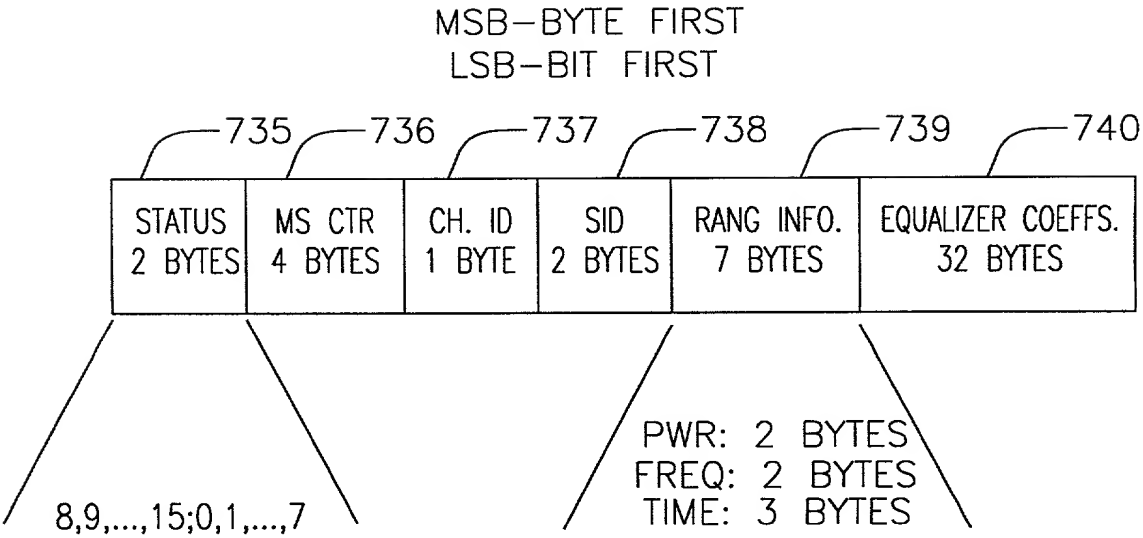 MSB-BYTE FIRST
LSB-BIT FIRST
735 736 737 738 739 740
STATUS MS CTR CH. ID SID RANG INFO. EQUALIZER COEFFS.
2 BYTES 4 BYTES 1 BYTE 2 BYTES 7 BYTES 32 BYTES
PWR: 2 BYTES
FREQ: 2 BYTES
TIME: 3 BYTES
8,9,...,15;0,1,...,7